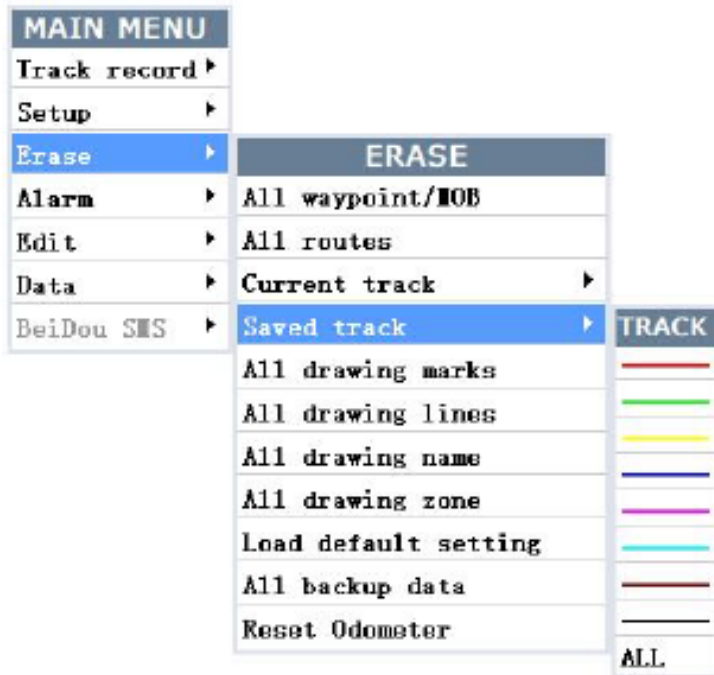 MAIN MENU
Track record
Setup
Erase
Alarm
Edit
Data
BeiDou SMS
ERASE
All waypoint/MOB
All routes
Current track
Saved track
All drawing marks
All drawing lines
All drawing name
All drawing zone
Load default setting
All backup data
Reset Odometer
TRACK
ALL